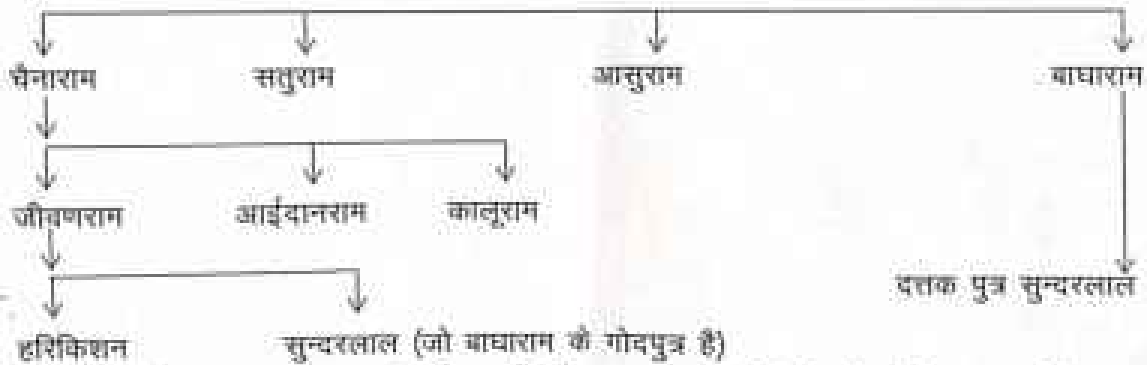 चैनाराम सतुराम आसुराम बाघाराम
जीवणराम आईदानराम कालूराम
दत्तक पुत्र सुन्दरलाल
हरिकिशन सुन्दरलाल (जो बाघाराम के गोदपुत्र है)